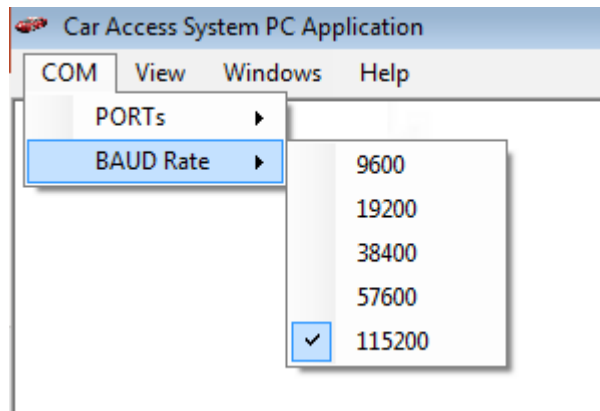 Car Access System PC Application
COM View Windows Help
PORTs
BAUD Rate
9600
19200
38400
57600
115200